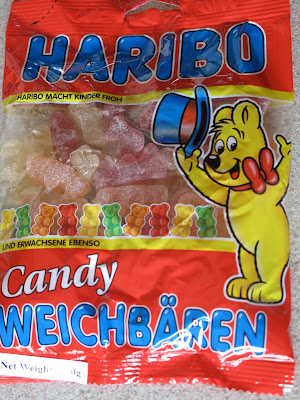 HARIBO
HARIBO MACHT KINDER FROH
UND ERWACHSENE EBENSO
Candy
WEICHBÄREN
Net Weight